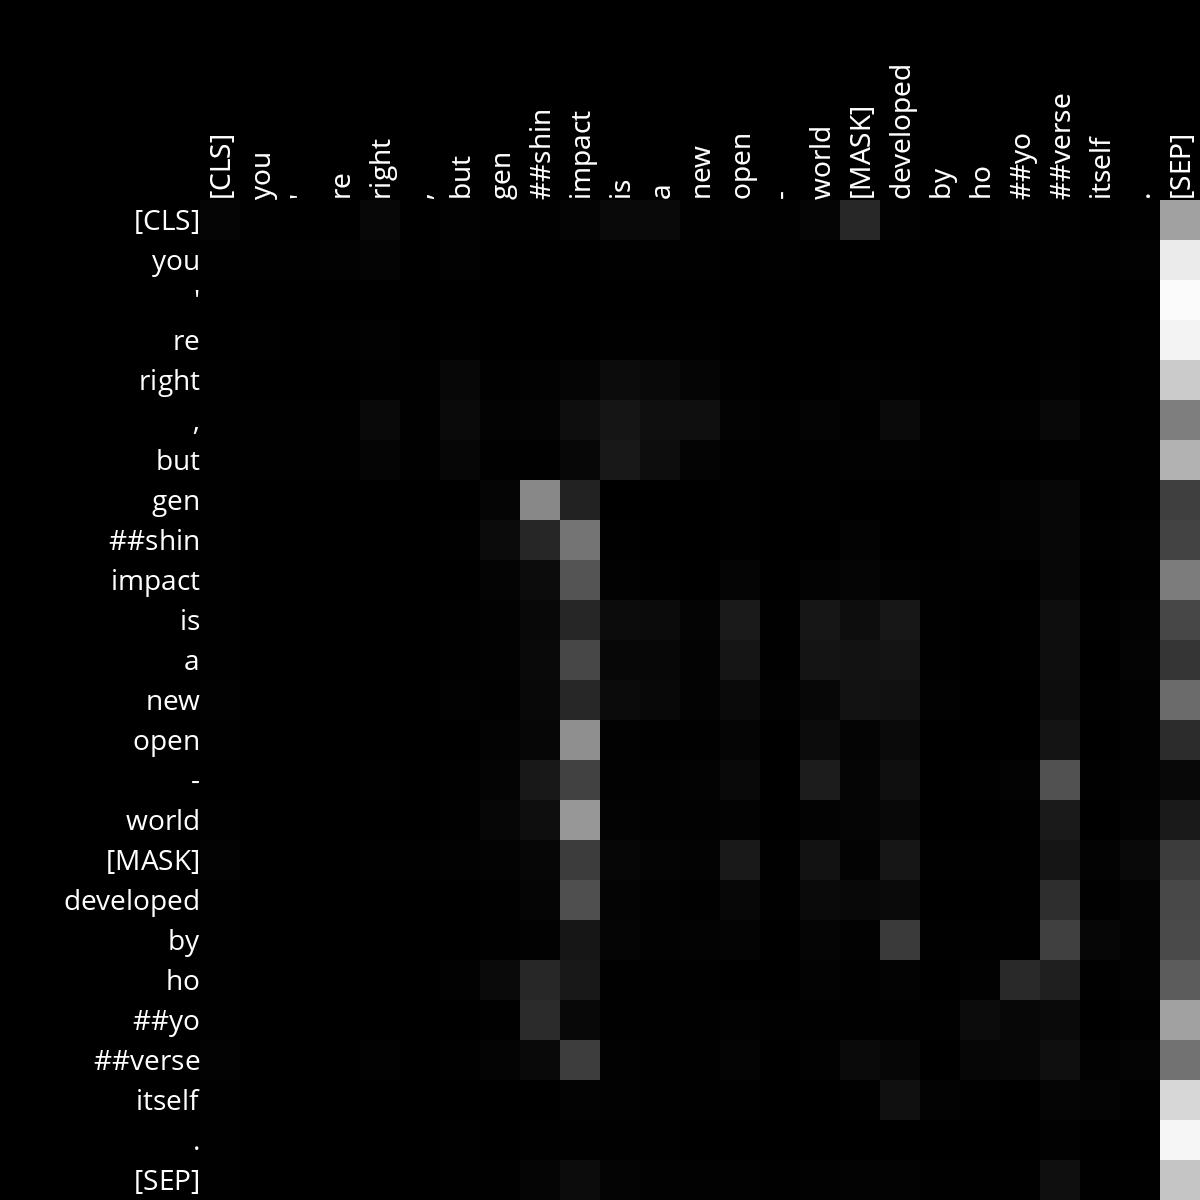 [CLS] you ' re right , but gen ##shin impact is a new open - world [MASK] developed by ho ##yo ##verse itself . [SEP]
[CLS]
you
'
re
right
,
but
gen
##shin
impact
is
a
new
open
-
world
[MASK]
developed
by
ho
##yo
##verse
itself
.
[SEP]